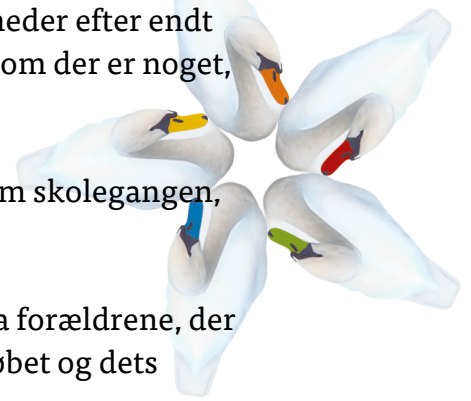 neder efter endt
om der er noget,
m skolegangen,
a forældrene, der
øbet og dets